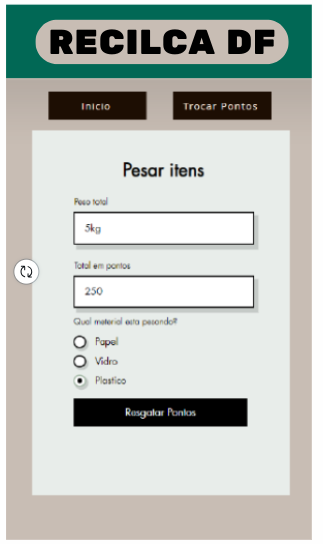 RECILCA DF
Inicio Trocar Pontos
Pesar itens
Peso total
5kg
Total em pontos
250
Qual material esta pesando?
Papel
Vidro
Plastico
Resgatar Pontos